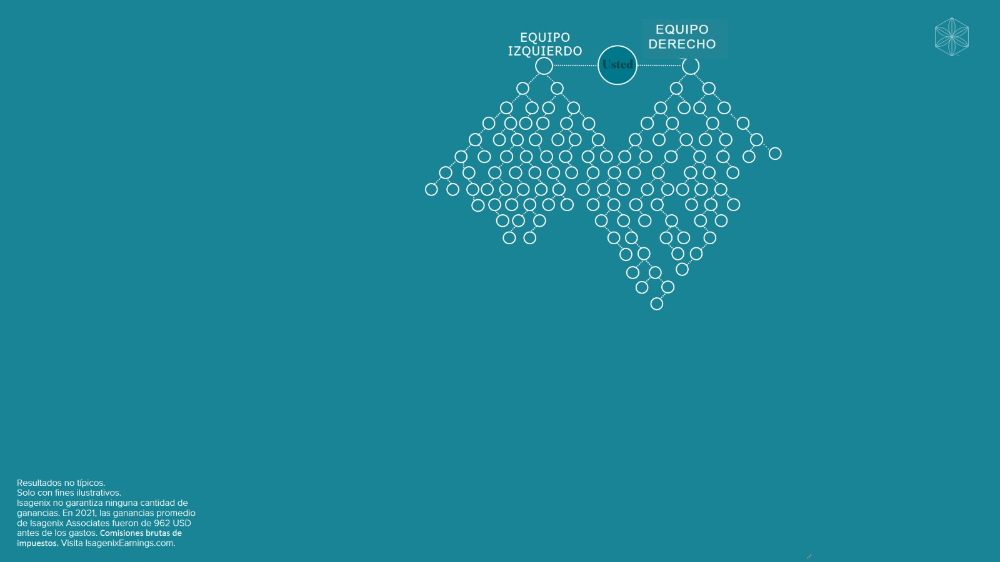 EQUIPO
IZQUIERDO
EQUIPO
DERECHO
Usted
Resultados no típicos.
Solo con fines ilustrativos.
Isagenix no garantiza ninguna cantidad de
ganancias. En 2021, las ganancias promedio
de Isagenix Associates fueron de 962 USD
antes de los gastos. Comisiones brutas de
impuestos. Visita IsagenixEarnings.com.